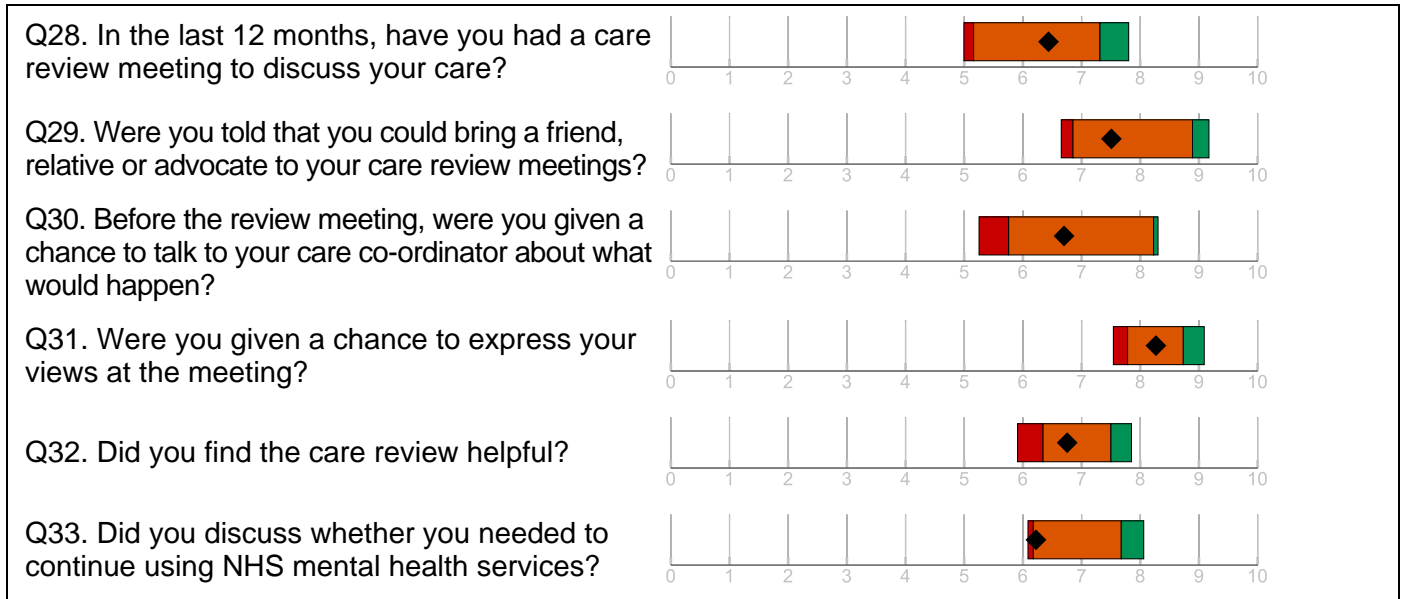 Q28. In the last 12 months, have you had a care
review meeting to discuss your care?
0 1 2 3 4 5 6 7 8 9 10
Q29. Were you told that you could bring a friend,
relative or advocate to your care review meetings?
0 1 2 3 4 5 6 7 8 9 10
Q30. Before the review meeting, were you given a
chance to talk to your care co-ordinator about what
would happen?
0 1 2 3 4 5 6 7 8 9 10
Q31. Were you given a chance to express your
views at the meeting?
0 1 2 3 4 5 6 7 8 9 10
Q32. Did you find the care review helpful?
0 1 2 3 4 5 6 7 8 9 10
Q33. Did you discuss whether you needed to
continue using NHS mental health services?
0 1 2 3 4 5 6 7 8 9 10